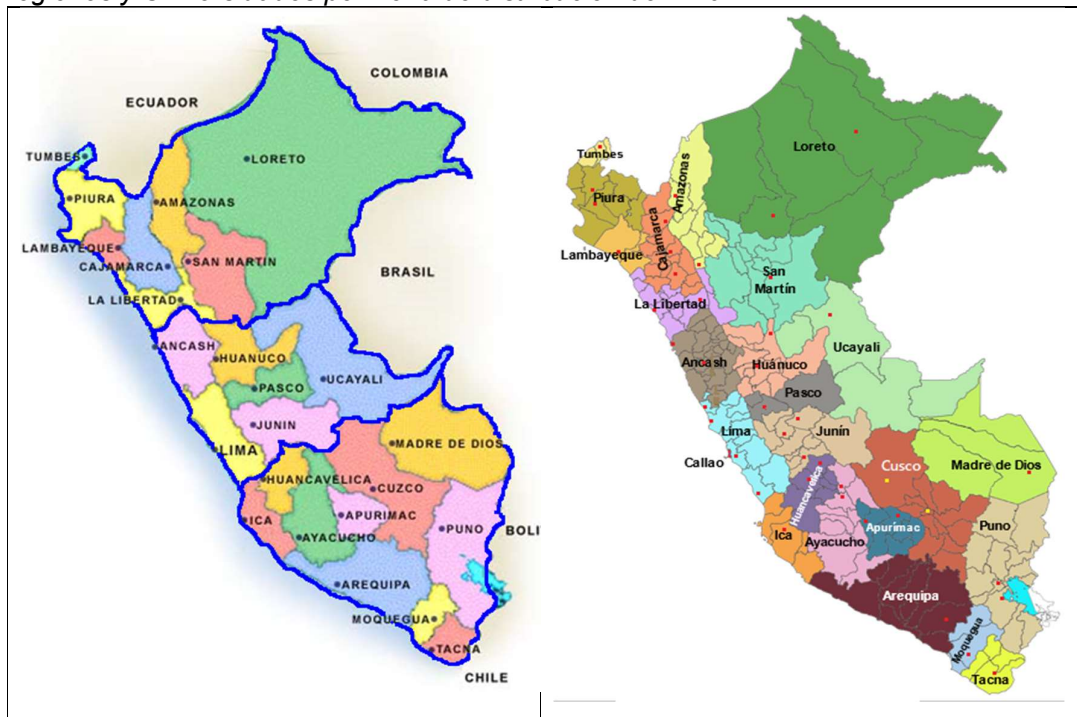 COLOMBIA
ECUADOR
TUMBES
LORETO
PIURA
AMAZONAS
LAMBAYEQUE
SAN MARTIN
CAJAMARCA
BRASIL
LA LIBERTAD
ANCASH
HUANUCO
UCAYALI
PASCO
JUNIN
LIMA
MADRE DE DIOS
HUANCAVELICA
CUZCO
ICA
APURIMAC
PUNO
BOLI
AYACUCHO
AREQUIPA
MOQUEGUA
TACNA
CHILE
Loreto
Tumbes
Amazonas
Piura
Cajamarca
Lambayeque
San
Martín
La Libertad
Ucayali
Ancash
Huánuco
Pasco
Lima
Junín
Callao
Cusco
Madre de Dios
Huancavelica
Puno
Ica
Apurímac
Ayacucho
Arequipa
Moquegua
Tacna